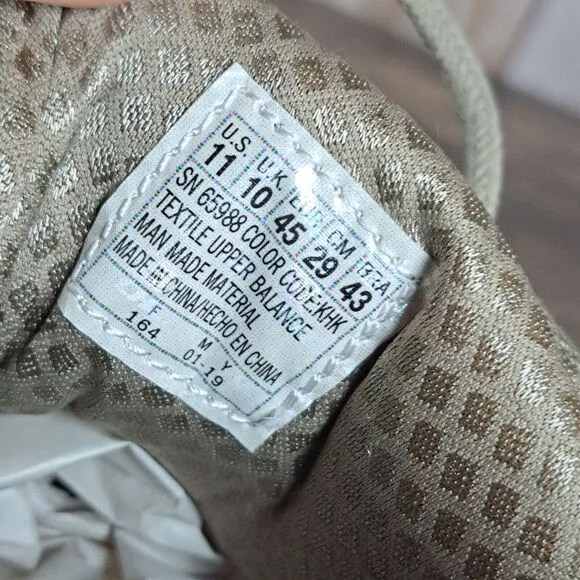 U.S. U.K. EUR CM BRA
11 10 45 29 43
SN 65988 COLOR CODE:KHK
TEXTILE UPPER BALANCE
MAN MADE MATERIAL
MADE IN CHINA/HECHO EN CHINA
F M Y
164 01-19